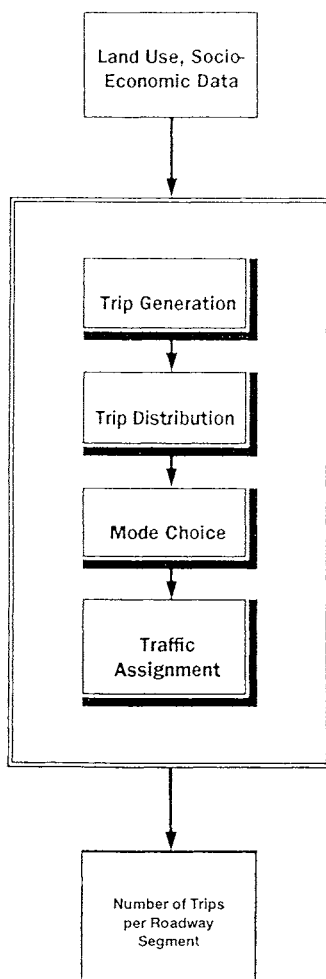 Land Use, Socio-
Economic Data
Trip Generation
Trip Distribution
Mode Choice
Traffic
Assignment
Number of Trips
per Roadway
Segment